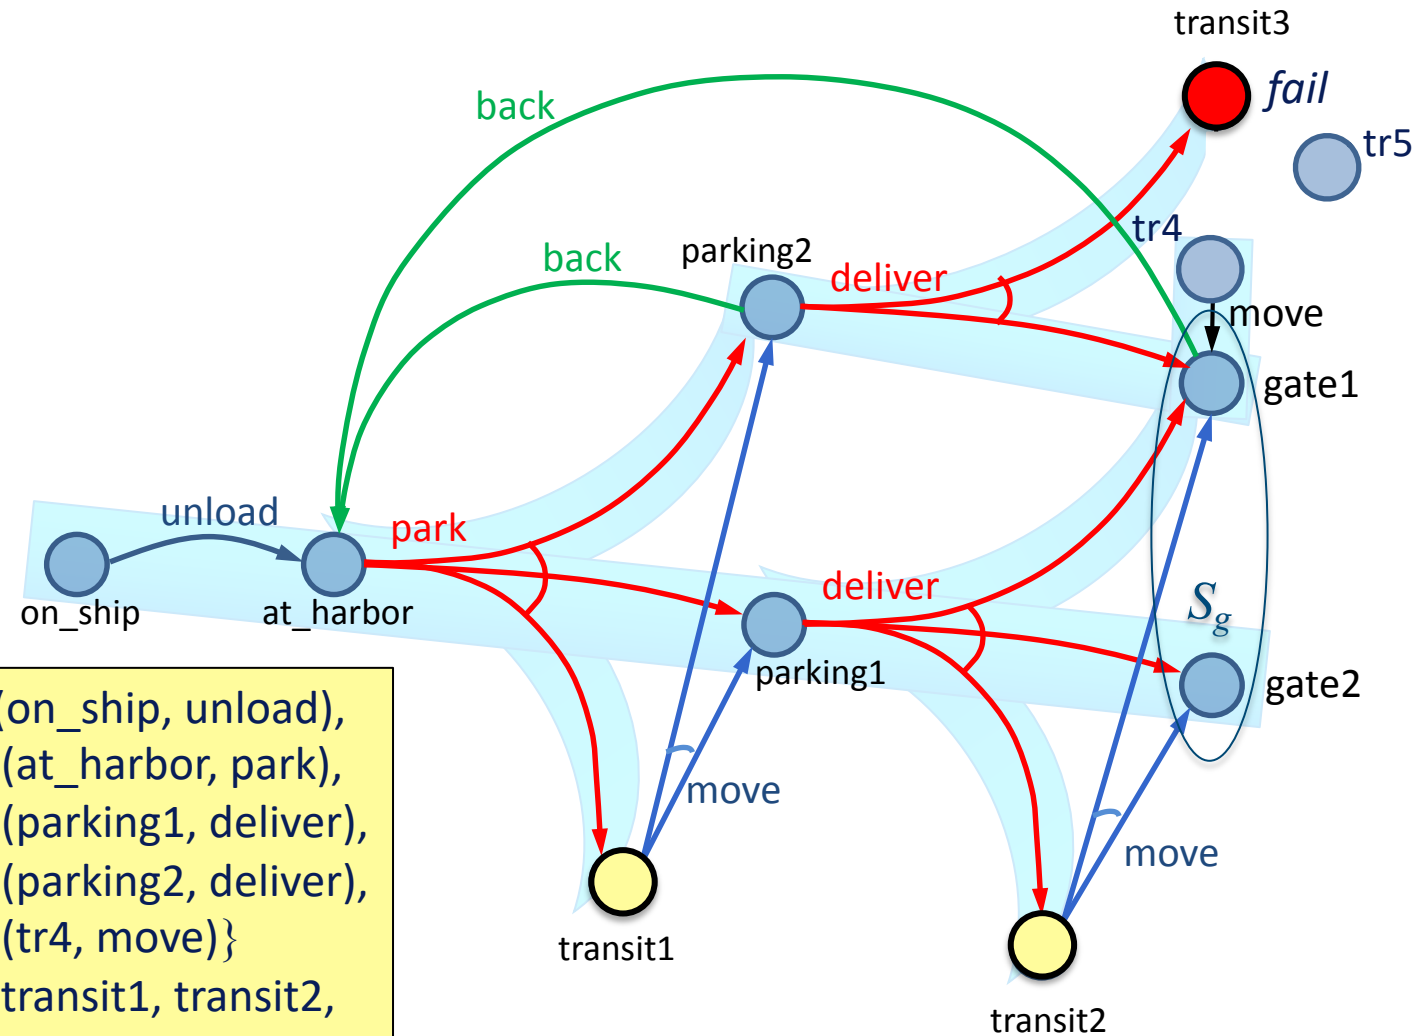 transit3
fail
tr5
back
tr4
parking2
back
deliver
move
gate1
unload
park
on_ship
at_harbor
deliver
S_g
parking1
gate2
(on_ship, unload),
(at_harbor, park),
(parking1, deliver),
(parking2, deliver),
(tr4, move)}
transit1, transit2,
move
move
transit1
transit2